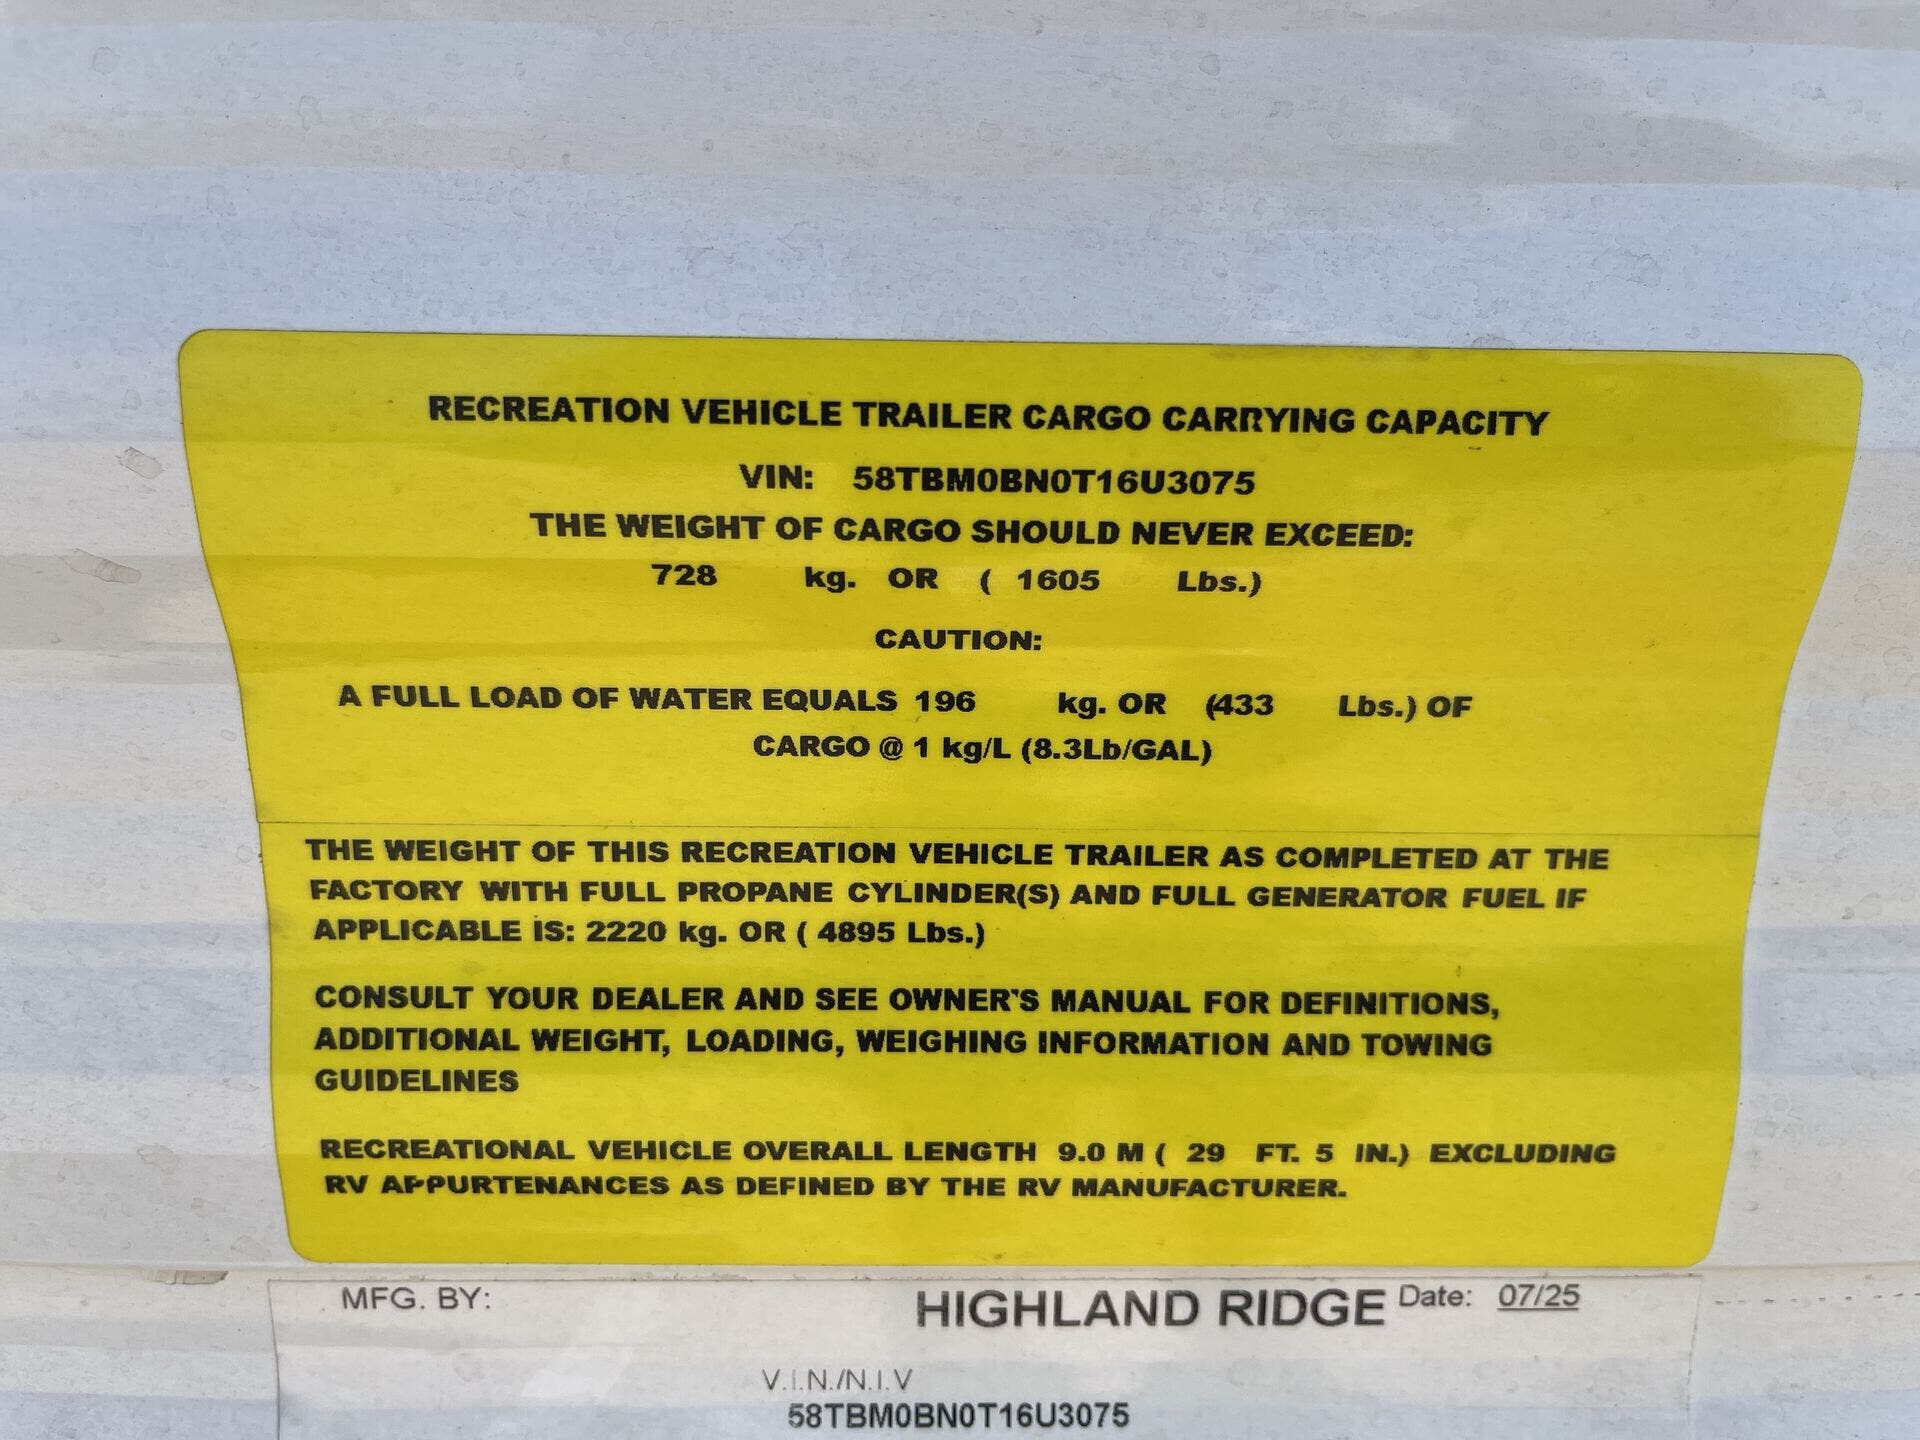 RECREATION VEHICLE TRAILER CARGO CARRYING CAPACITY
VIN: 58TBM0BN0T16U3075
THE WEIGHT OF CARGO SHOULD NEVER EXCEED:
728 kg. OR ( 1605 Lbs.)
CAUTION:
A FULL LOAD OF WATER EQUALS 196 kg. OR (433 Lbs.) OF
CARGO @ 1 kg/L (8.3Lb/GAL)
THE WEIGHT OF THIS RECREATION VEHICLE TRAILER AS COMPLETED AT THE
FACTORY WITH FULL PROPANE CYLINDER(S) AND FULL GENERATOR FUEL IF
APPLICABLE IS: 2220 kg. OR ( 4895 Lbs.)
CONSULT YOUR DEALER AND SEE OWNER'S MANUAL FOR DEFINITIONS,
ADDITIONAL WEIGHT, LOADING, WEIGHING INFORMATION AND TOWING
GUIDELINES
RECREATIONAL VEHICLE OVERALL LENGTH 9.0 M ( 29 FT. 5 IN.) EXCLUDING
RV APPURTENANCES AS DEFINED BY THE RV MANUFACTURER.
MFG. BY: HIGHLAND RIDGE Date: 07/25
V.I.N./N.I.V
58TBM0BN0T16U3075